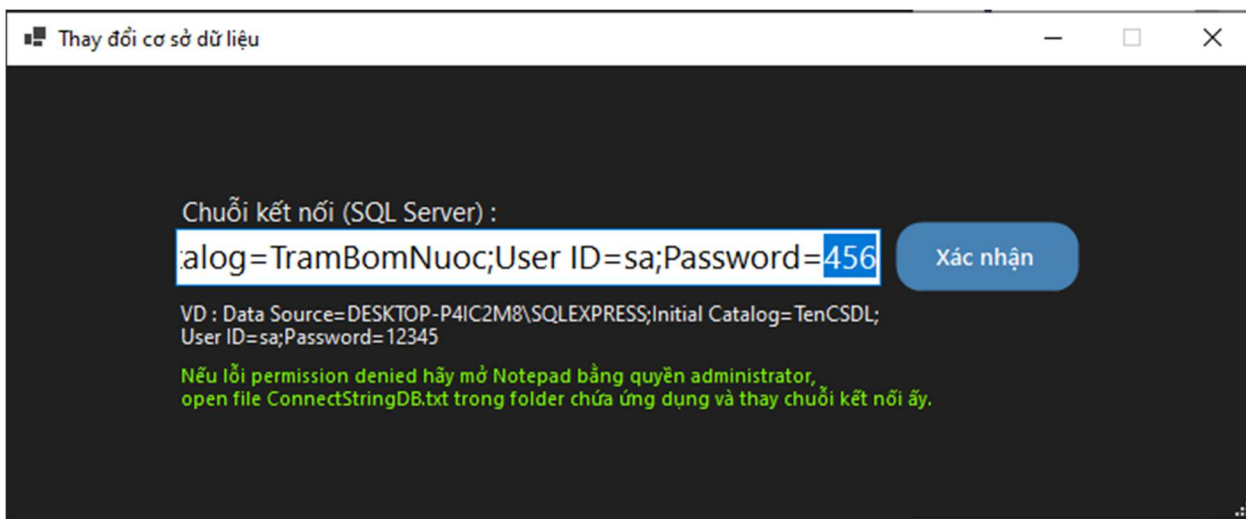 Thay đổi cơ sở dữ liệu
Chuỗi kết nối (SQL Server) :
alog=TramBomNuoc;User ID=sa;Password=456
Xác nhận
VD : Data Source=DESKTOP-P4IC2M8\SQLEXPRESS;Initial Catalog=TenCSDL;
User ID=sa;Password=12345
Nếu lỗi permission denied hãy mở Notepad bằng quyền administrator,
open file ConnectStringDB.txt trong folder chứa ứng dụng và thay chuỗi kết nối ấy.